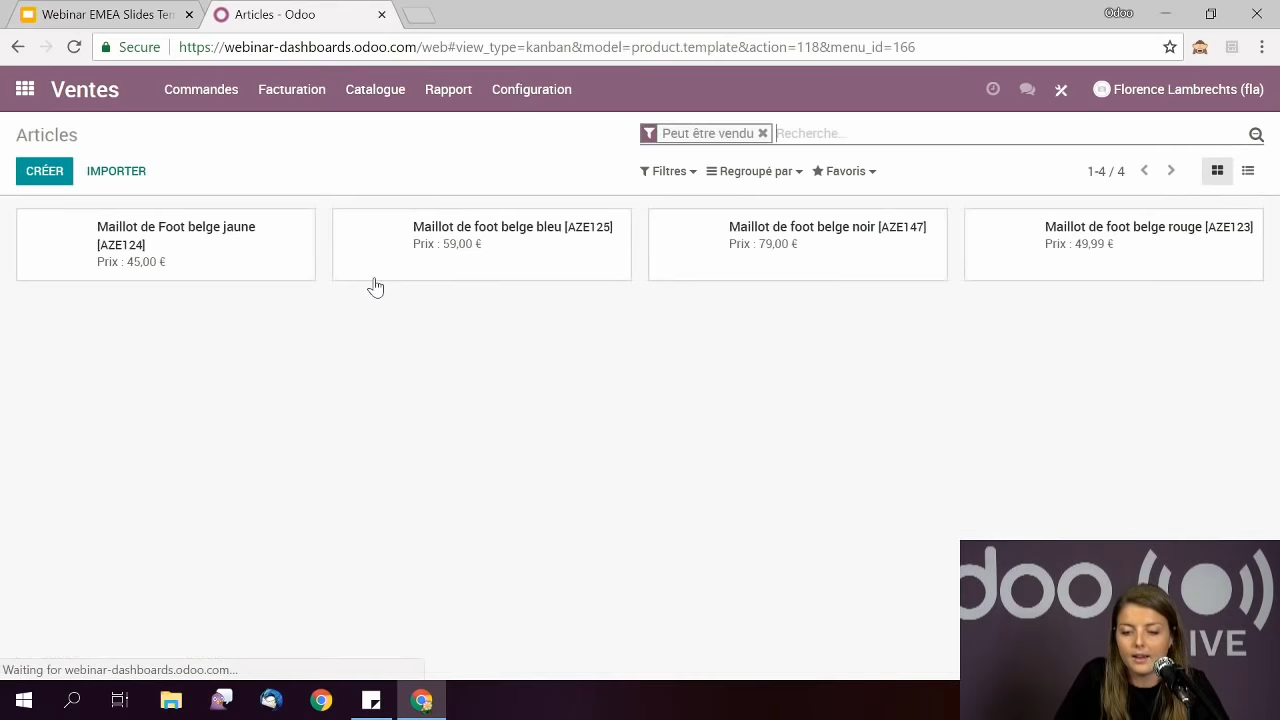 Webinar EMEA Slides Ten
Articles - Odoo
Odoo
Secure
https://webinar-dashboards.odoo.com/web#view_type=kanban&model=product.template&action=118&menu_id=166
Ventes
Commandes
Facturation
Catalogue
Rapport
Configuration
Florence Lambrechts (fla)
Articles
Peut être vendu
Recherche...
CRÉER
IMPORTER
Filtres
Regroupé par
Favoris
1-4 / 4
Maillot de Foot belge jaune
[AZE124]
Prix : 45,00 €
Maillot de foot belge bleu [AZE125]
Prix : 59,00 €
Maillot de foot belge noir [AZE147]
Prix : 79,00 €
Maillot de foot belge rouge [AZE123]
Prix : 49,99 €
Waiting for webinar-dashboards.odoo.com...
doo
IVE